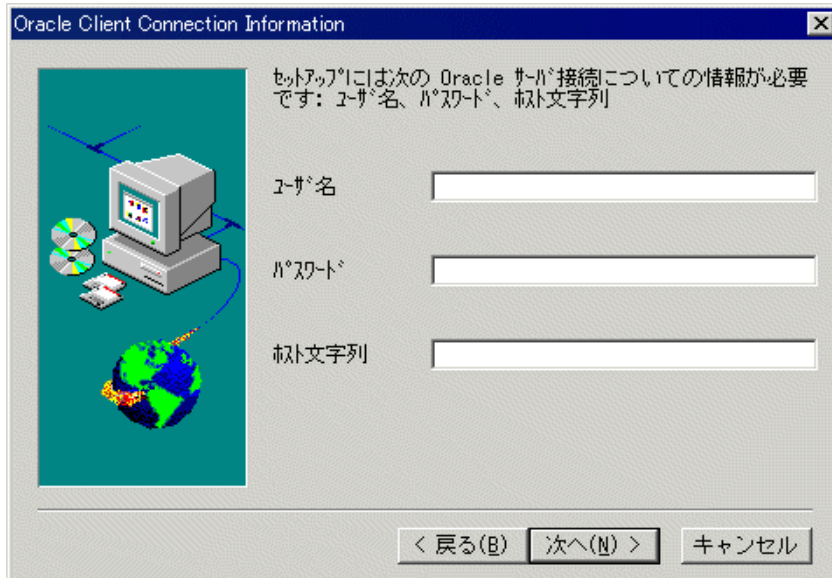 Oracle Client Connection Information
ｾｯﾄｱｯﾌﾟには次の Oracle ｻｰﾊﾞ接続についての情報が必要
です: ﾕｰｻﾞ名、ﾊﾟｽﾜｰﾄﾞ、ﾎｽﾄ文字列
ﾕｰｻﾞ名
ﾊﾟｽﾜｰﾄﾞ
ﾎｽﾄ文字列
< 戻る(B)
次へ(N) >
キャンセル